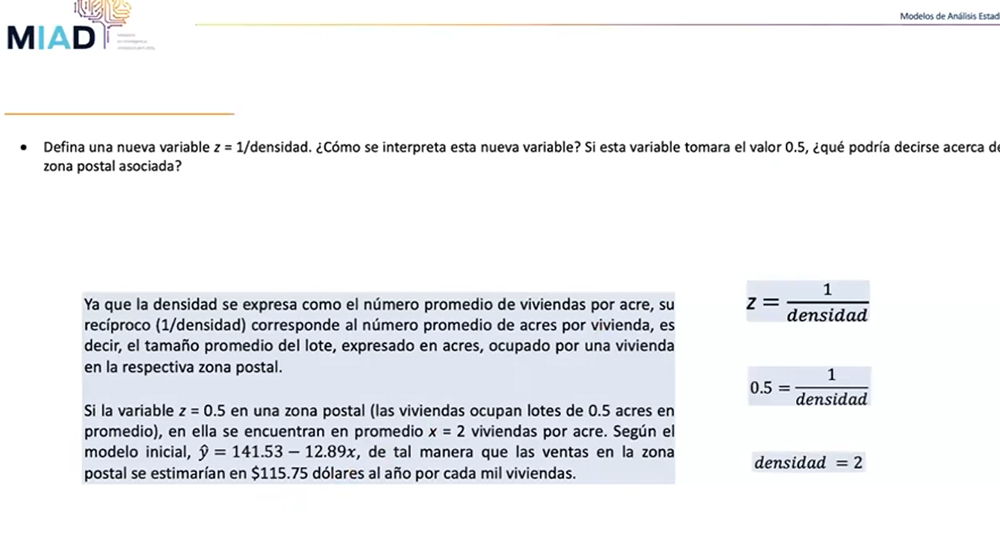 MIAD
Modelos de Análisis Estad
• Defina una nueva variable z = 1/densidad. ¿Cómo se interpreta esta nueva variable? Si esta variable tomara el valor 0.5, ¿qué podría decirse acerca de
zona postal asociada?
Ya que la densidad se expresa como el número promedio de viviendas por acre, su
recíproco (1/densidad) corresponde al número promedio de acres por vivienda, es
decir, el tamaño promedio del lote, expresado en acres, ocupado por una vivienda
en la respectiva zona postal.
Si la variable z = 0.5 en una zona postal (las viviendas ocupan lotes de 0.5 acres en
promedio), en ella se encuentran en promedio x = 2 viviendas por acre. Según el
modelo inicial, ŷ = 141.53 − 12.89x, de tal manera que las ventas en la zona
postal se estimarían en $115.75 dólares al año por cada mil viviendas.
z = 1/densidad
0.5 = 1/densidad
densidad = 2